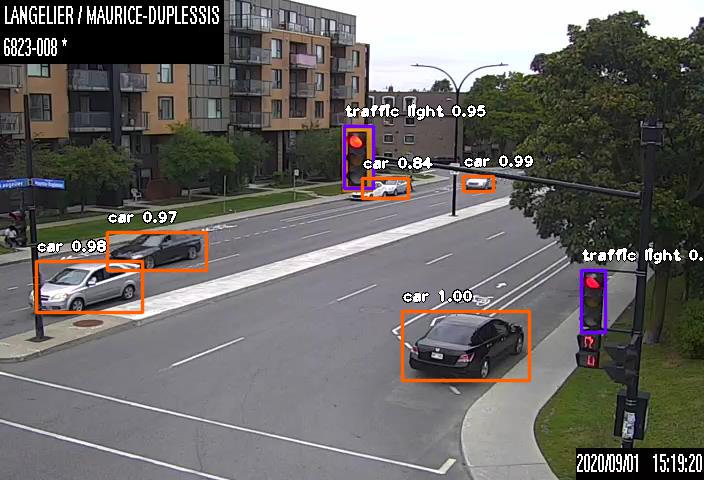 LANGELIER / MAURICE-DUPLESSIS
6823-008 *
traffic light 0.95
car 0.84
car 0.99
Langelier
car 0.97
car 0.98
traffic light 0.
car 1.00
2020/09/01 15:19:20